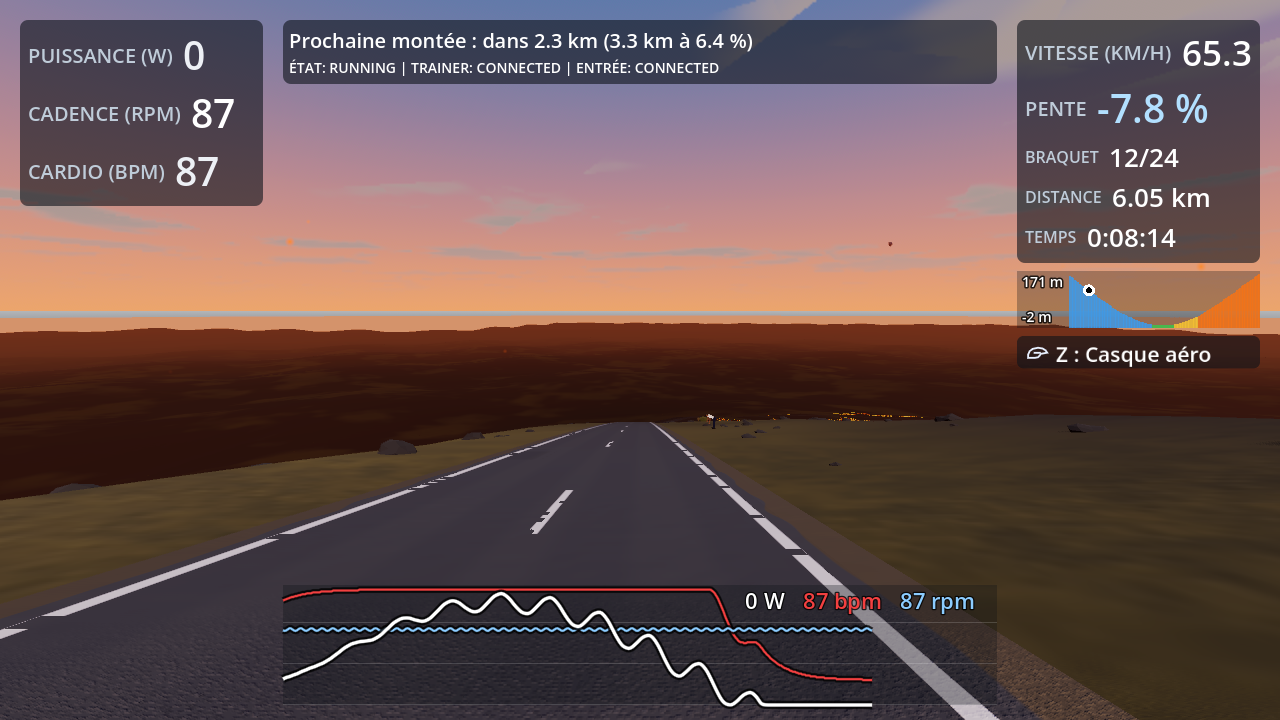 PUISSANCE (W) 0
CADENCE (RPM) 87
CARDIO (BPM) 87
Prochaine montée : dans 2.3 km (3.3 km à 6.4 %)
ÉTAT: RUNNING | TRAINER: CONNECTED | ENTRÉE: CONNECTED
VITESSE (KM/H) 65.3
PENTE -7.8 %
BRAQUET 12/24
DISTANCE 6.05 km
TEMPS 0:08:14
171 m
-2 m
Z : Casque aéro
0 W 87 bpm 87 rpm